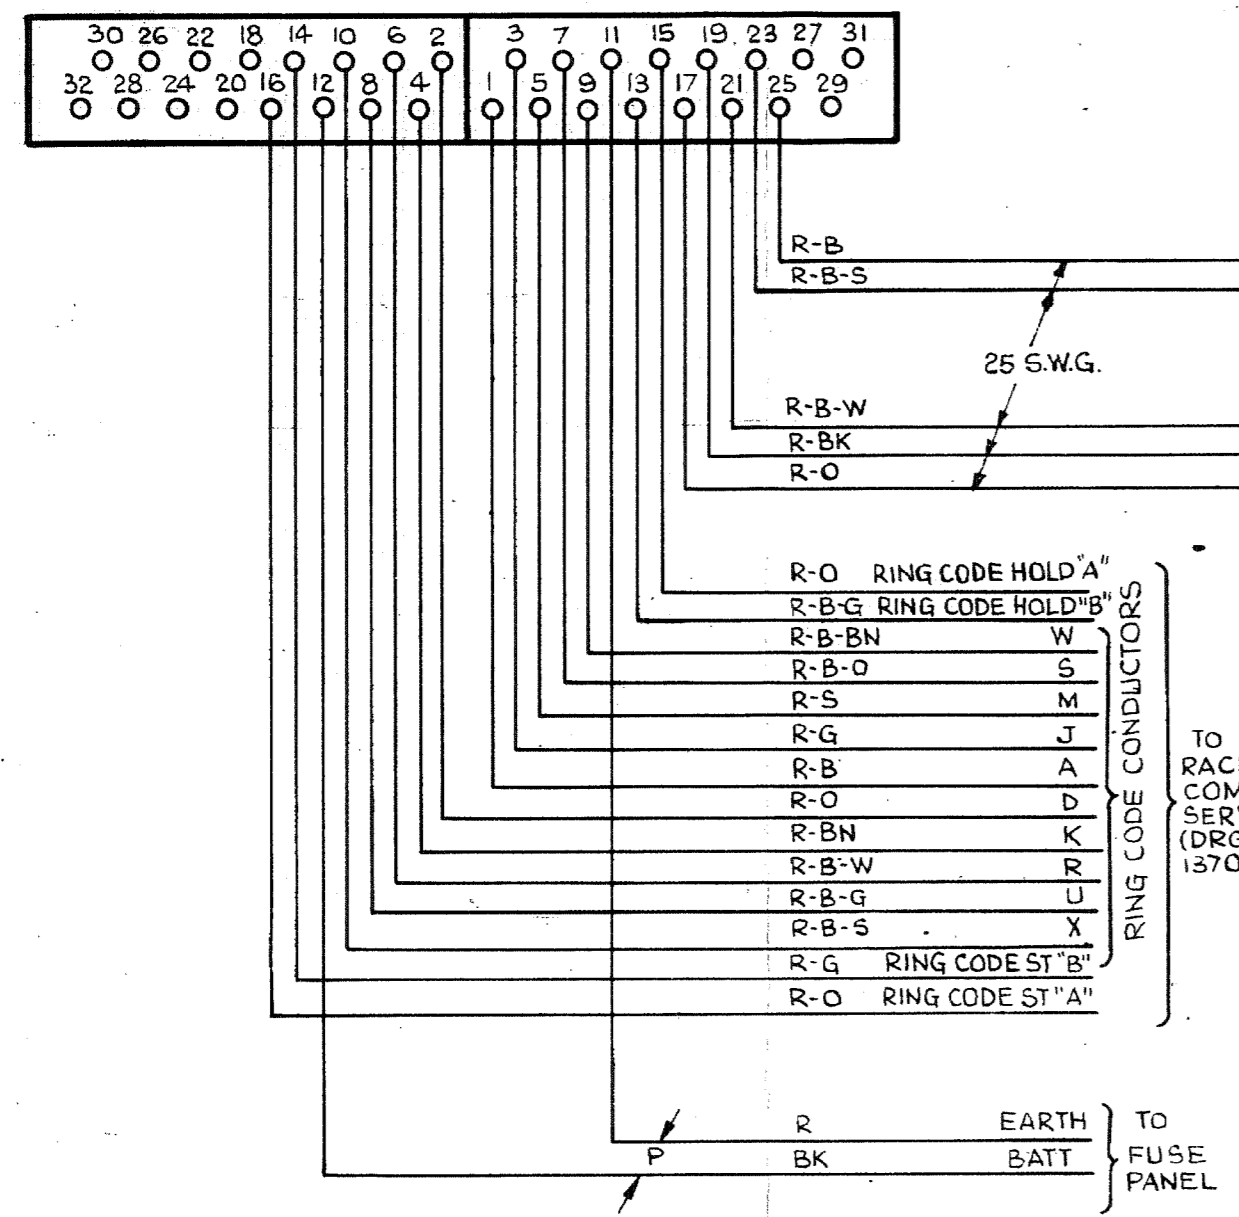 30 26 22 18 14 10 6 2 3 7 11 15 19 23 27 31
32 28 24 20 16 12 8 4 1 5 9 13 17 21 25 29
R-B
R-B-S
25 S.W.G.
R-B-W
R-BK
R-O
R-O RING CODE HOLD "A"
R-B-G RING CODE HOLD "B"
R-B-BN W
R-B-O S
R-S M
R-G J
R-B A
R-O D
R-BN K
R-B-W R
R-B-G U
R-B-S X
R-G RING CODE ST "B"
R-O RING CODE ST "A"
RING CODE CONDUCTORS
TO
(DRG
1370
R EARTH
P BK BATT
TO
FUSE
PANEL